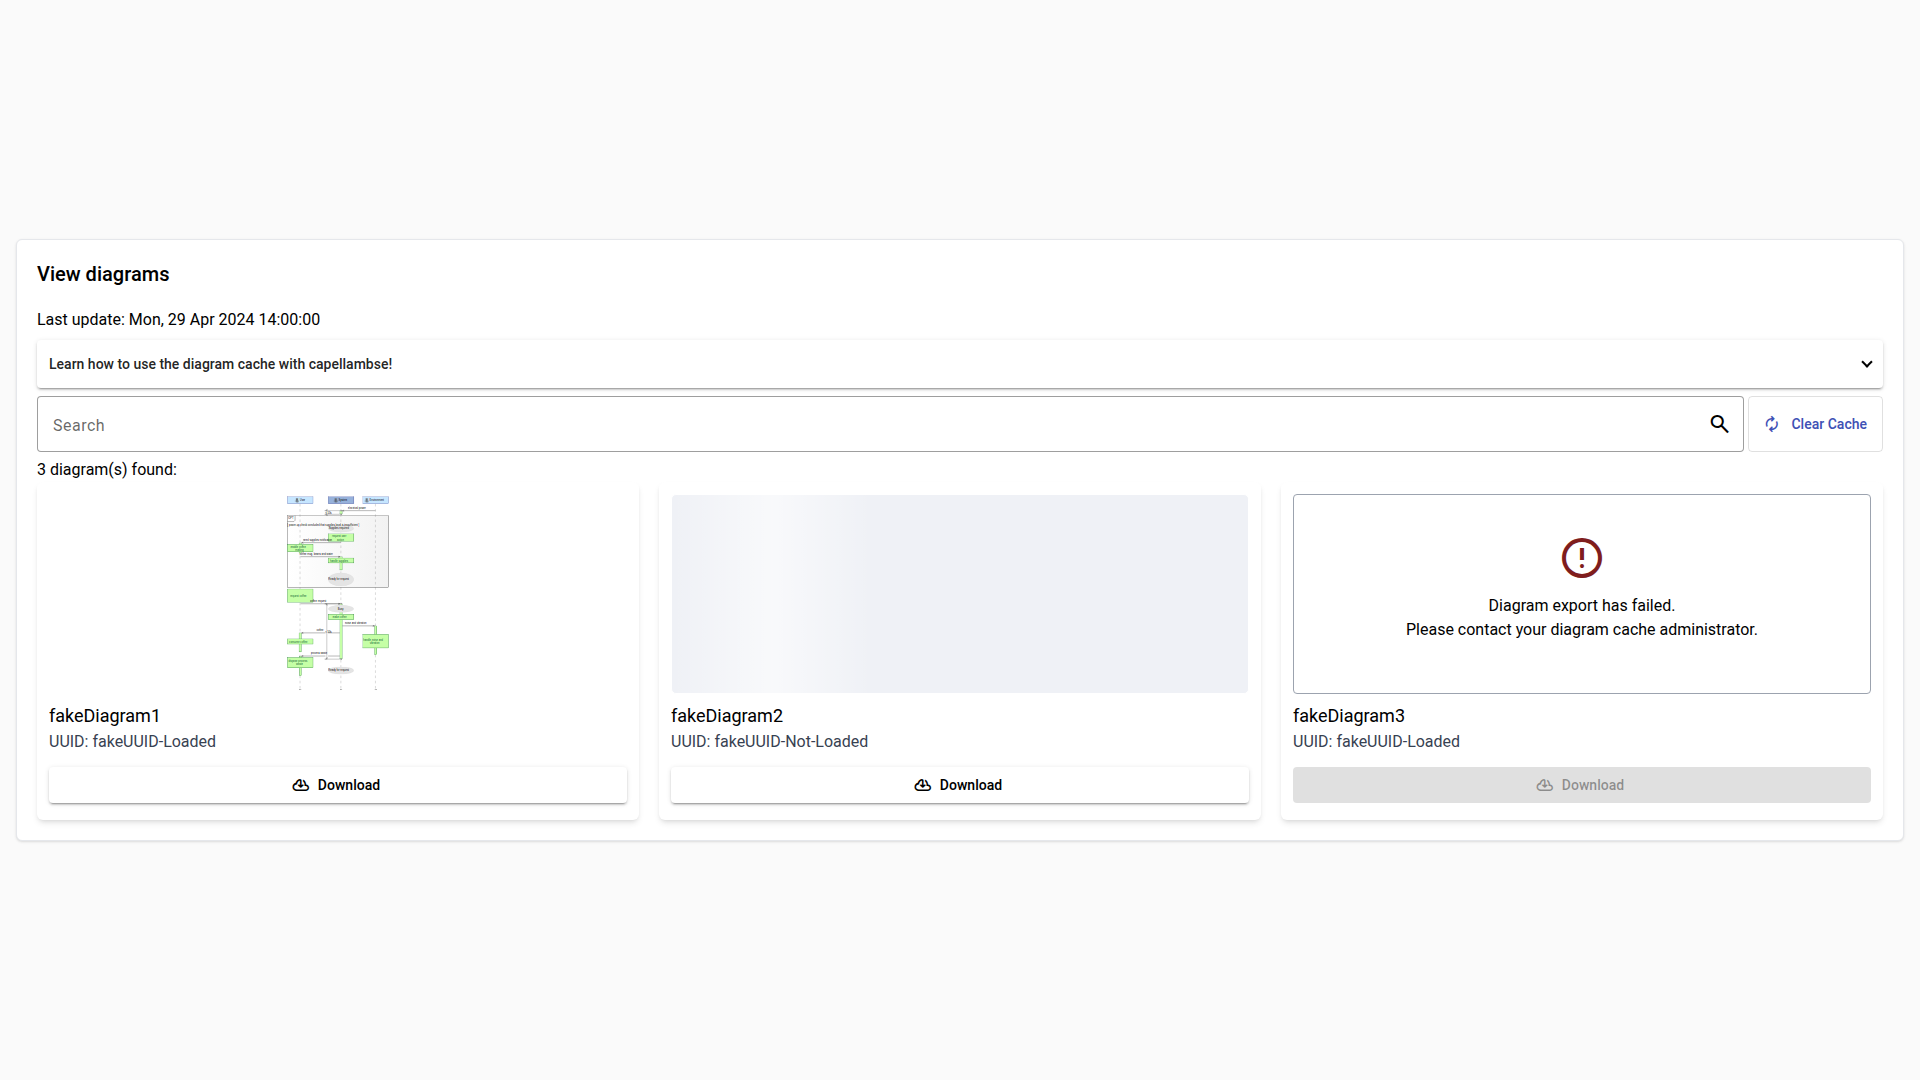 View diagrams
Last update: Mon, 29 Apr 2024 14:00:00
Learn how to use the diagram cache with capellambse!
Search
Clear Cache
3 diagram(s) found:
Diagram export has failed.
Please contact your diagram cache administrator.
fakeDiagram1
UUID: fakeUUID-Loaded
Download
fakeDiagram2
UUID: fakeUUID-Not-Loaded
Download
fakeDiagram3
UUID: fakeUUID-Loaded
Download